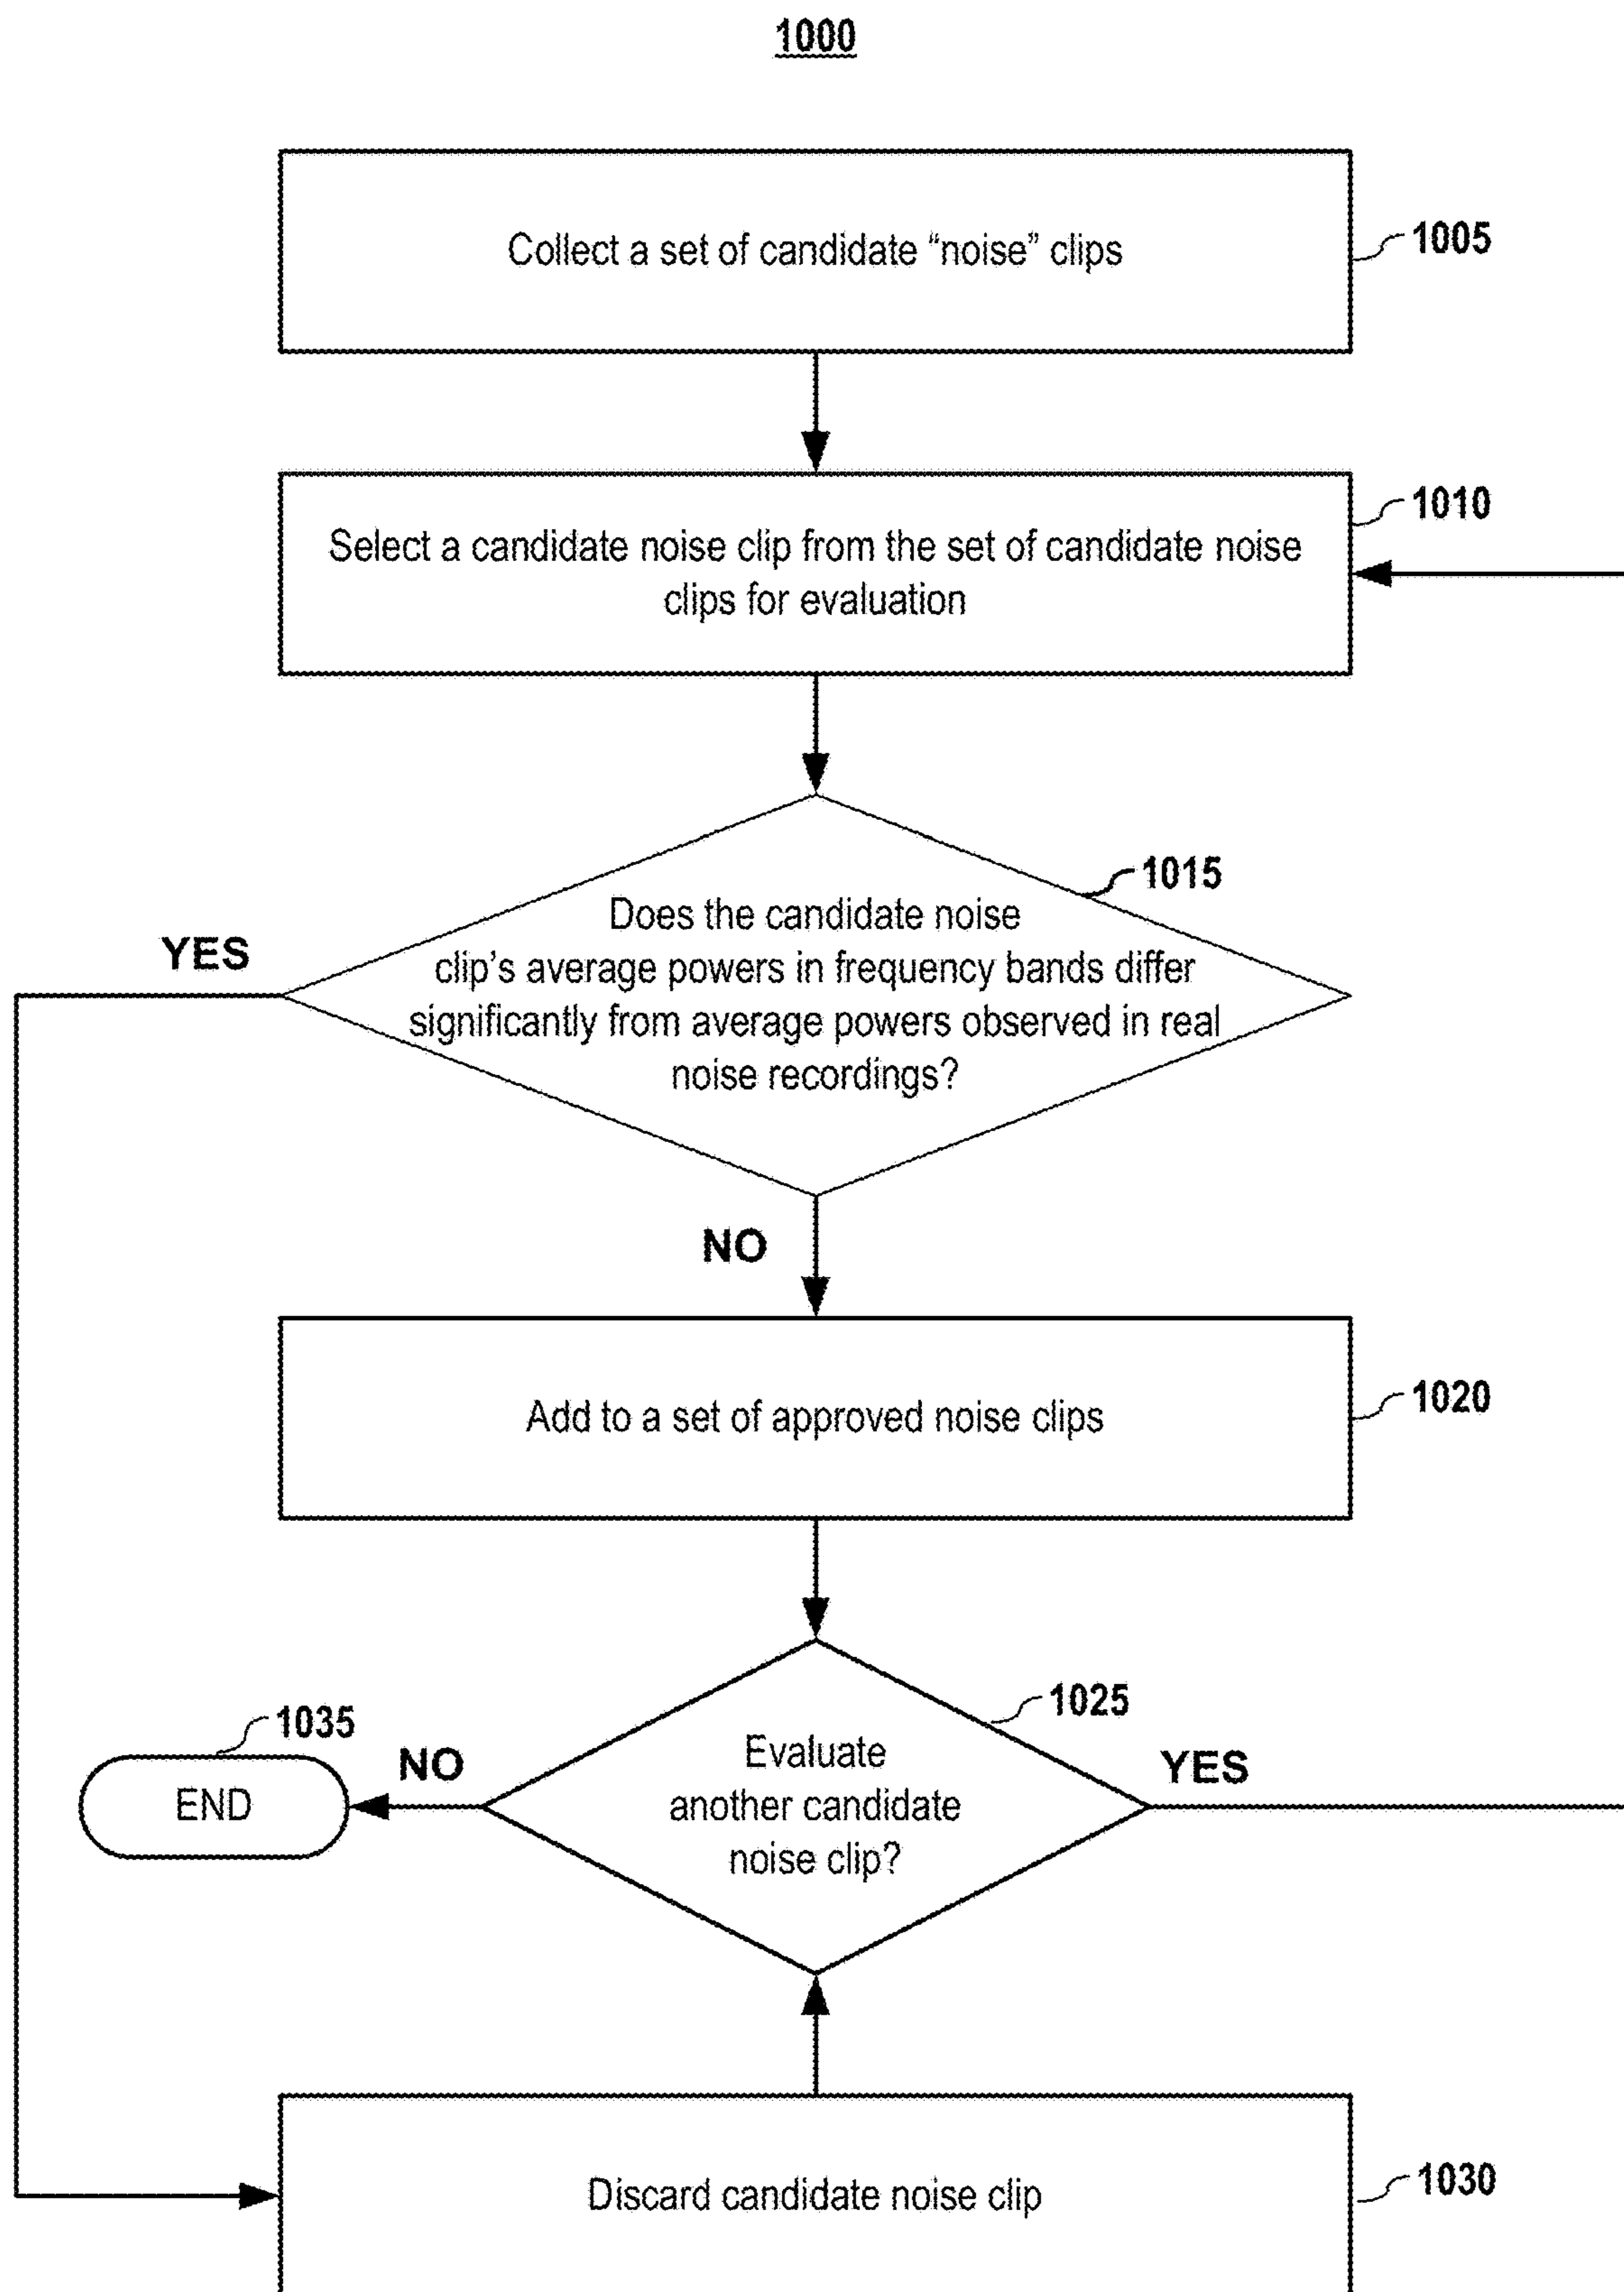 1000
Collect a set of candidate “noise” clips
1005
1010
Select a candidate noise clip from the set of candidate noise
clips for evaluation
1015
Does the candidate noise
YES
clip’s average powers in frequency bands differ
significantly from average powers observed in real
noise recordings?
NO
Add to a set of approved noise clips
1020
1025
1035
Evaluate
NO
YES
END
another candidate
noise clip?
1030
Discard candidate noise clip